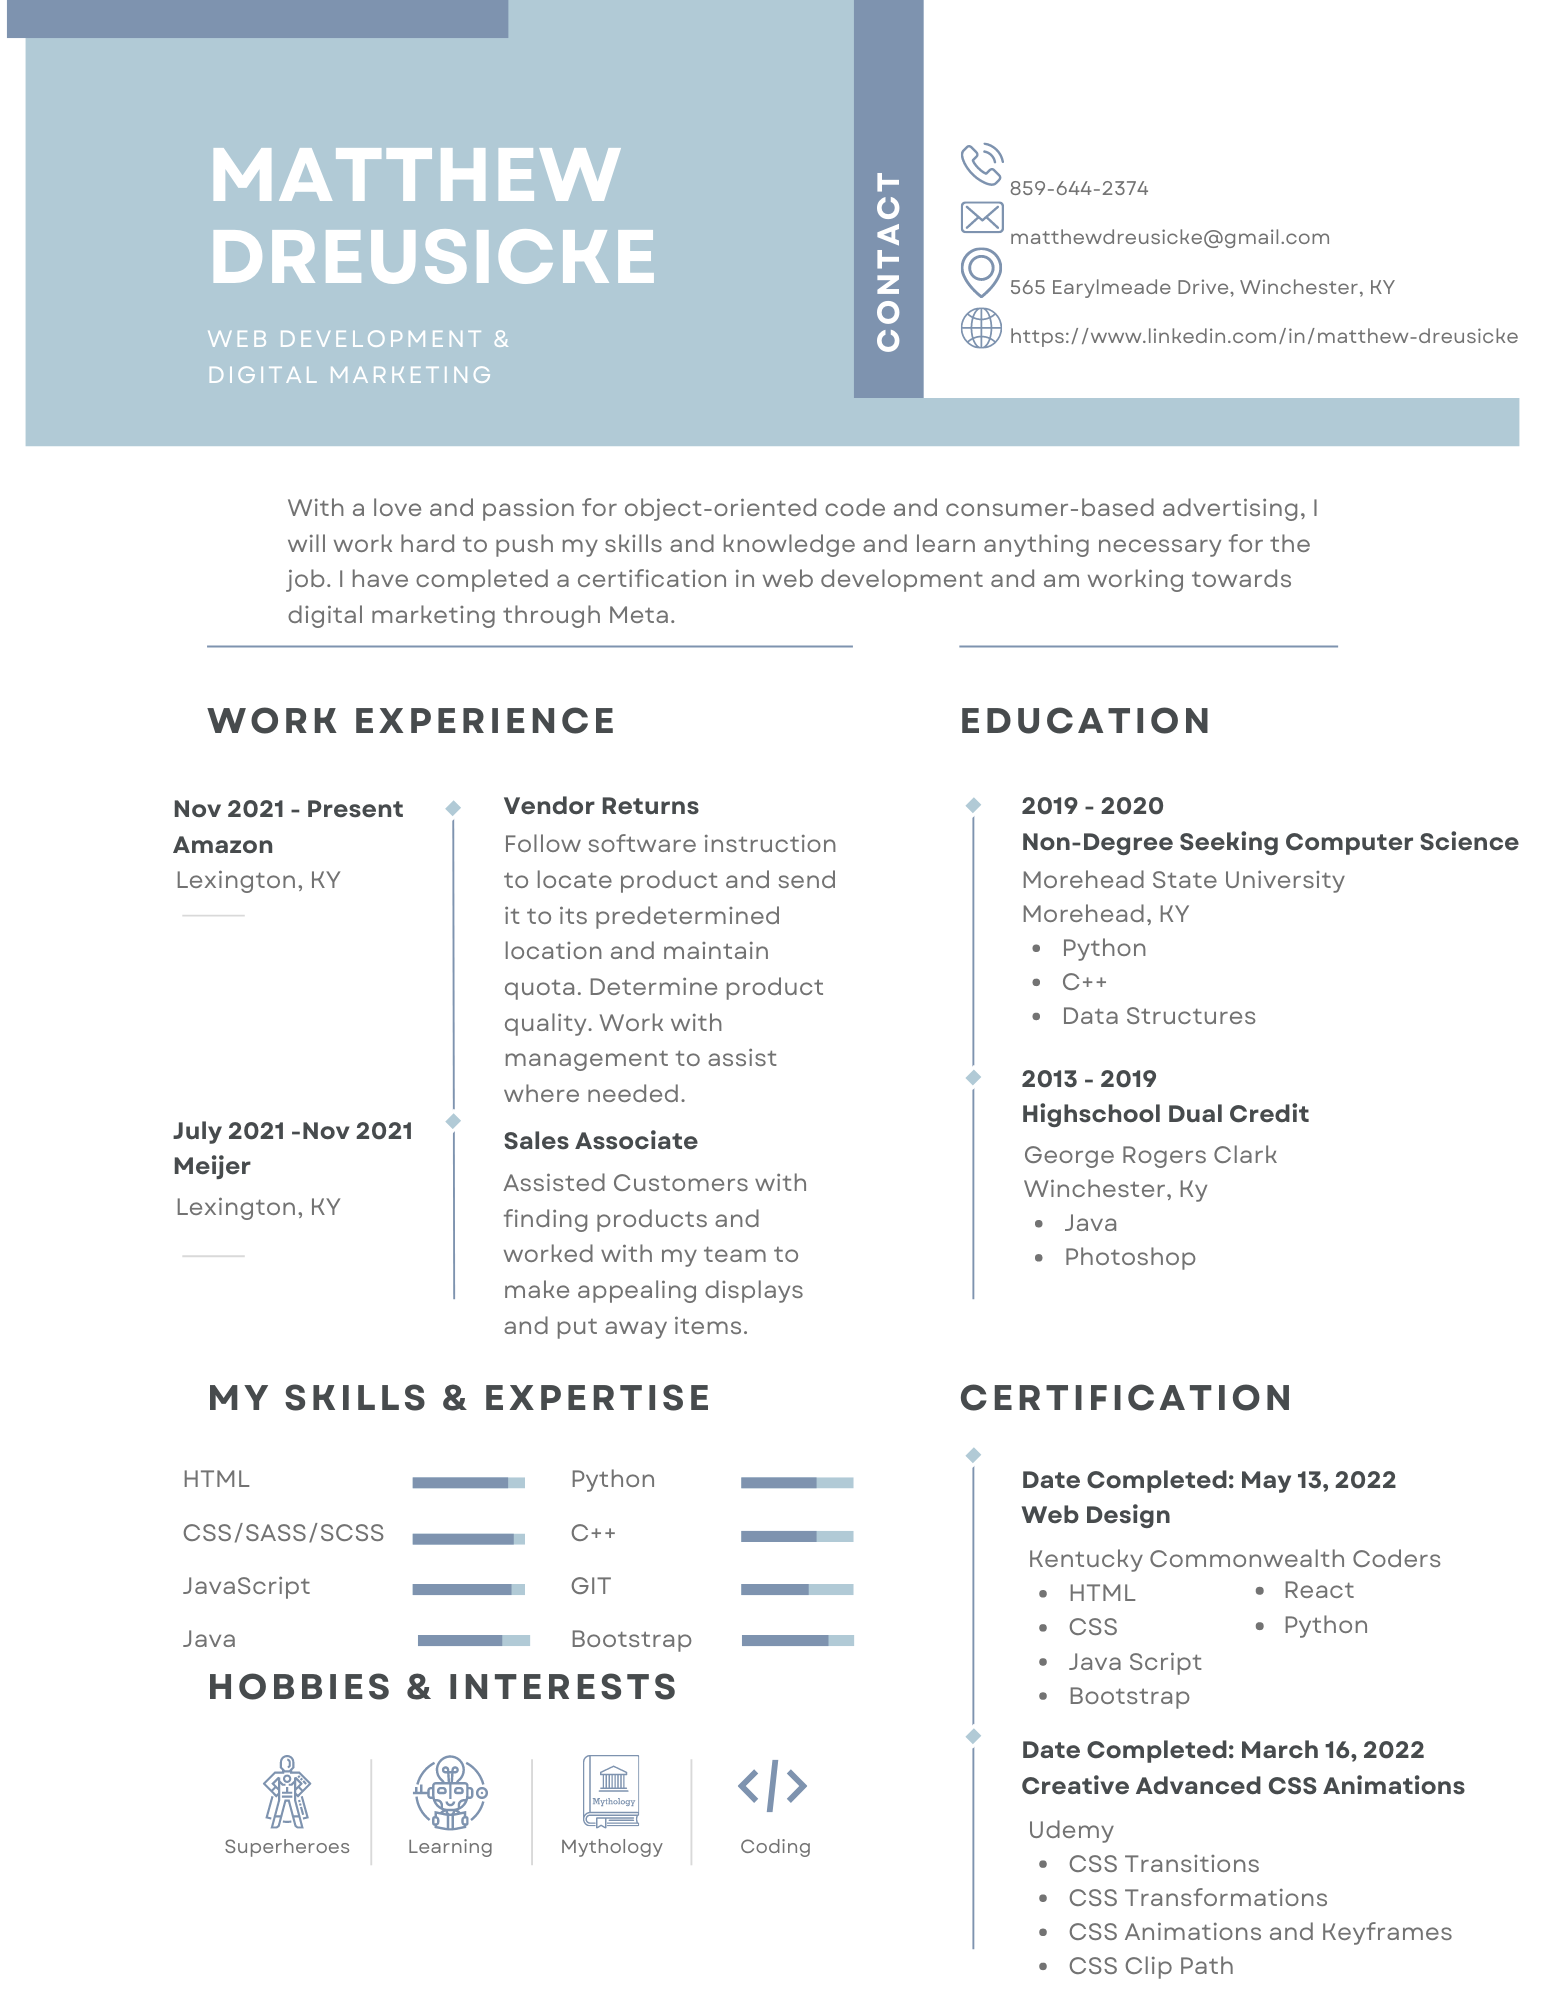 MATTHEW
DREUSICKE
WEB DEVELOPMENT &
DIGITAL MARKETING
CONTACT
859-644-2374
matthewdreusicke@gmail.com
565 Earylmeade Drive, Winchester, KY
https://www.linkedin.com/in/matthew-dreusicke
With a love and passion for object-oriented code and consumer-based advertising, I
will work hard to push my skills and knowledge and learn anything necessary for the
job. I have completed a certification in web development and am working towards
digital marketing through Meta.
WORK EXPERIENCE
Nov 2021 - Present
Amazon
Lexington, KY
Vendor Returns
Follow software instruction
to locate product and send
it to its predetermined
location and maintain
quota. Determine product
quality. Work with
management to assist
where needed.
July 2021 -Nov 2021
Meijer
Lexington, KY
Sales Associate
Assisted Customers with
finding products and
worked with my team to
make appealing displays
and put away items.
EDUCATION
2019 - 2020
Non-Degree Seeking Computer Science
Morehead State University
Morehead, KY
• Python
• C++
• Data Structures
2013 - 2019
Highschool Dual Credit
George Rogers Clark
Winchester, Ky
• Java
• Photoshop
MY SKILLS & EXPERTISE
HTML
CSS/SASS/SCSS
JavaScript
Java
Python
C++
GIT
Bootstrap
HOBBIES & INTERESTS
Superheroes
Learning
Mythology
Mythology
Coding
CERTIFICATION
Date Completed: May 13, 2022
Web Design
Kentucky Commonwealth Coders
• HTML
• CSS
• Java Script
• Bootstrap
• React
• Python
Date Completed: March 16, 2022
Creative Advanced CSS Animations
Udemy
• CSS Transitions
• CSS Transformations
• CSS Animations and Keyframes
• CSS Clip Path